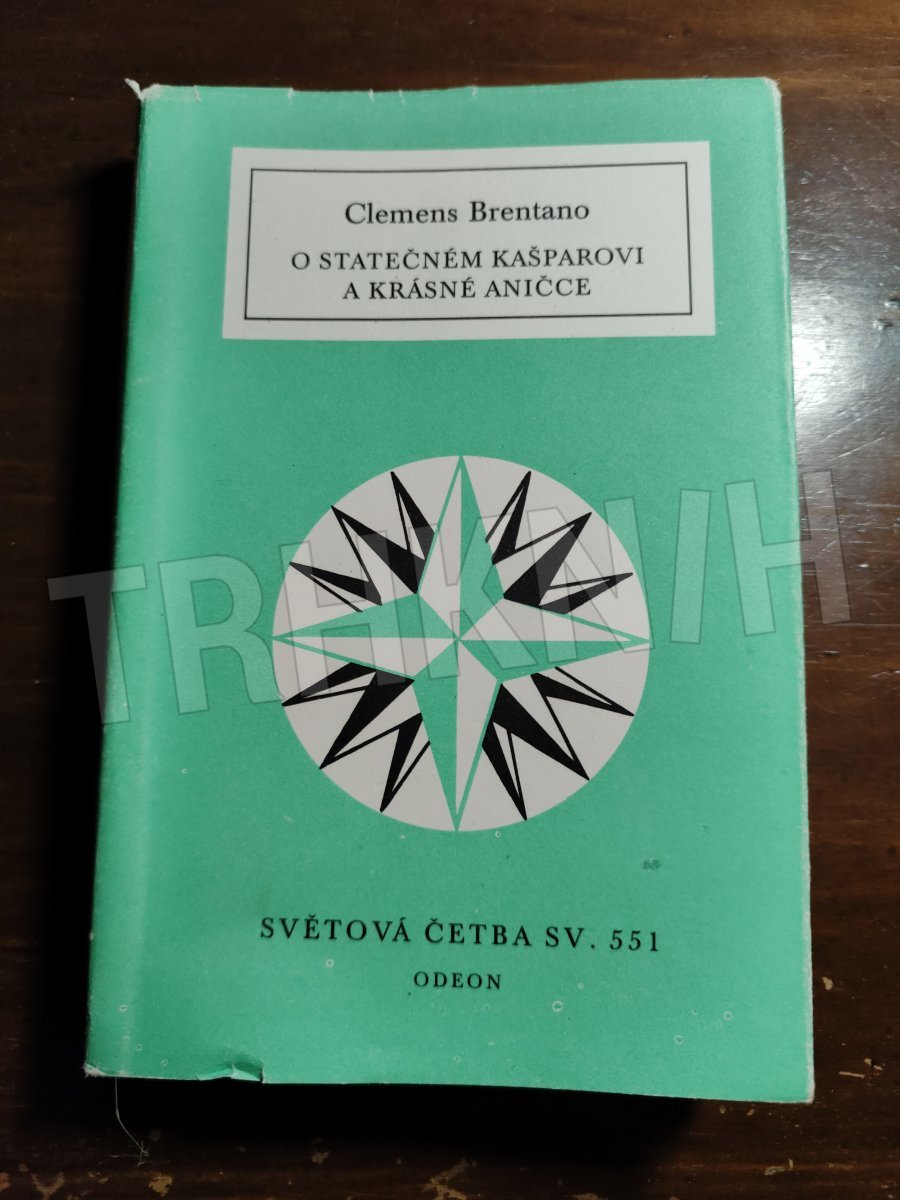 Clemens Brentano
O STATEČNÉM KAŠPAROVI
A KRÁSNÉ ANIČCE
TRHKNIH
SVĚTOVÁ ČETBA SV. 551
ODEON